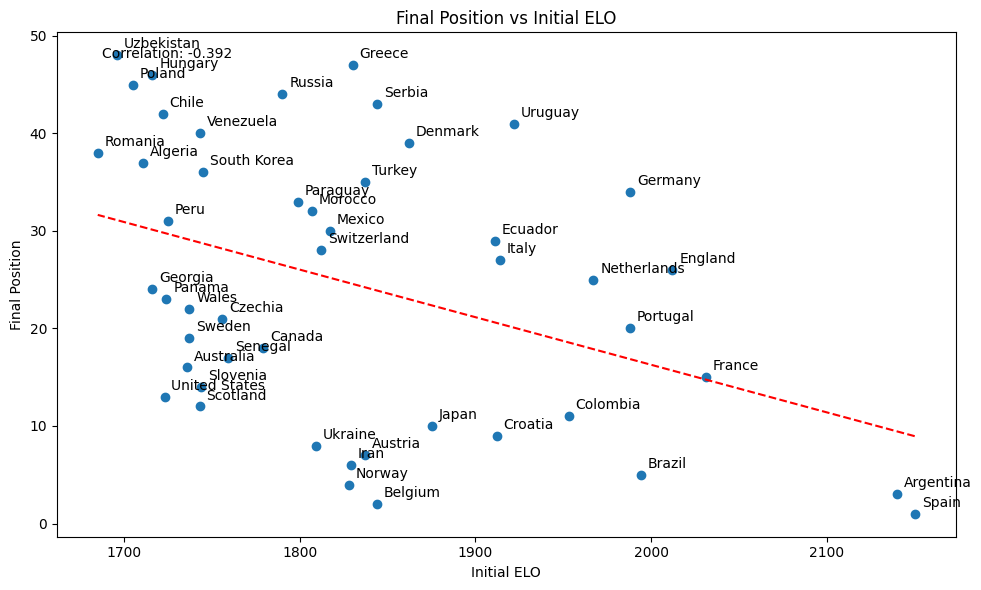 Final Position vs Initial ELO
50
Uzbekistan
Greece
Correlation: -0.392
Hungary
Poland
Russia
Serbia
Chile
Uruguay
Venezuela
Denmark
40
Romania
Algeria
South Korea
Turkey
Germany
Paraguay
Morocco
Peru
Mexico
30
Switzerland
Ecuador
Italy
England
Netherlands
Georgia
Panama
Wales
Czechia
Portugal
20
Sweden
Canada
Senegal
Australia
France
Slovenia
United States
Scotland
Colombia
10
Japan
Croatia
Ukraine
Austria
Iran
Norway
Brazil
Belgium
Argentina
Spain
0
Final Position
1700 1800 1900 2000 2100
Initial ELO